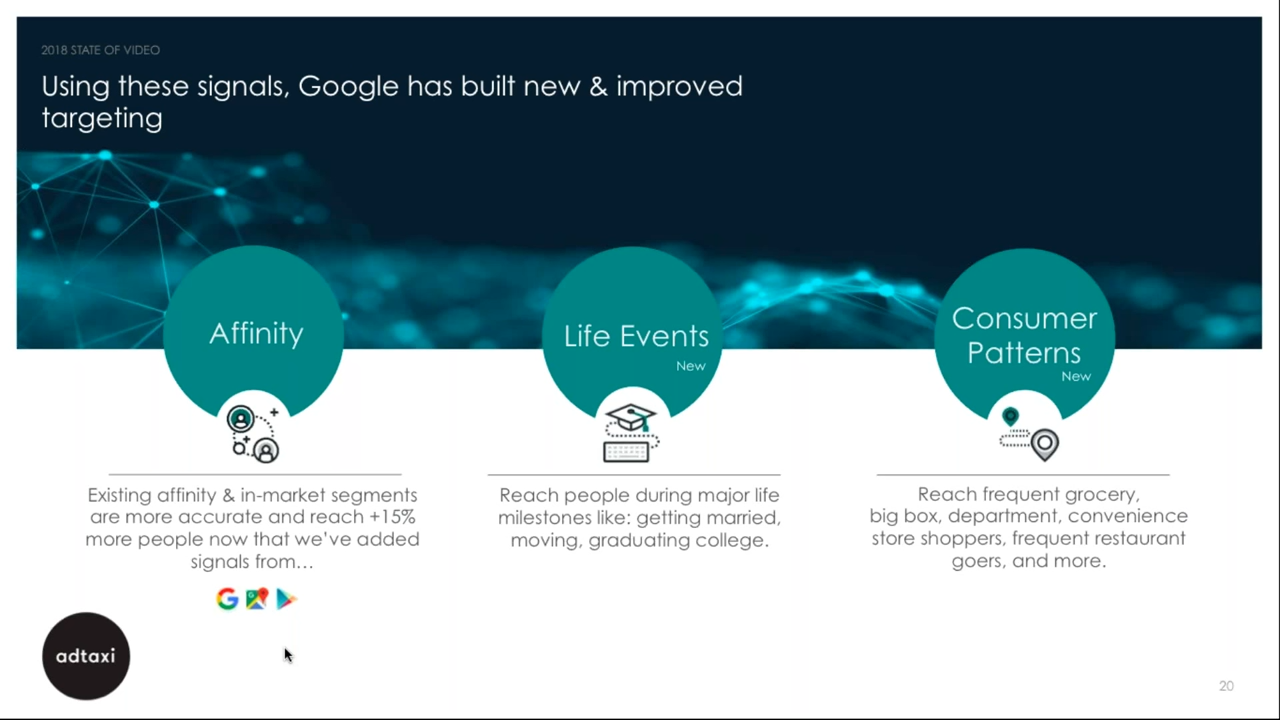 2018 STATE OF VIDEO
Using these signals, Google has built new & improved
targeting
Affinity
Life Events
New
Consumer
Patterns
New
Existing affinity & in-market segments
are more accurate and reach +15%
more people now that we've added
signals from...
Reach people during major life
milestones like: getting married,
moving, graduating college.
Reach frequent grocery,
big box, department, convenience
store shoppers, frequent restaurant
goers, and more.
adtaxi
20